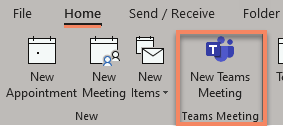 File Home Send / Receive Folder
New Appointment New Meeting New Items New Teams Meeting
New Teams Meeting